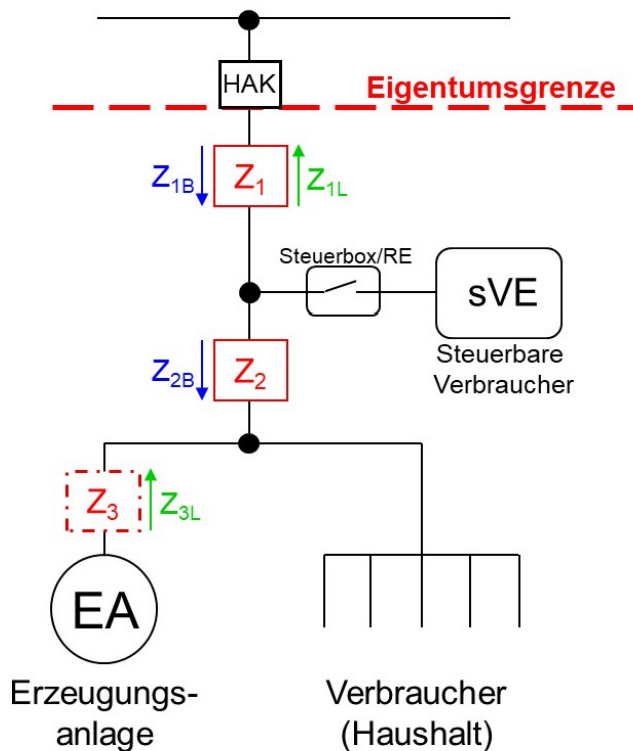 HAK
Eigentumsgrenze
Z1B
Z1
Z1L
Steuerbox/RE
sVE
Steuerbare
Verbraucher
Z2B
Z2
Z3
Z3L
EA
Erzeugungs-
anlage
Verbraucher
(Haushalt)